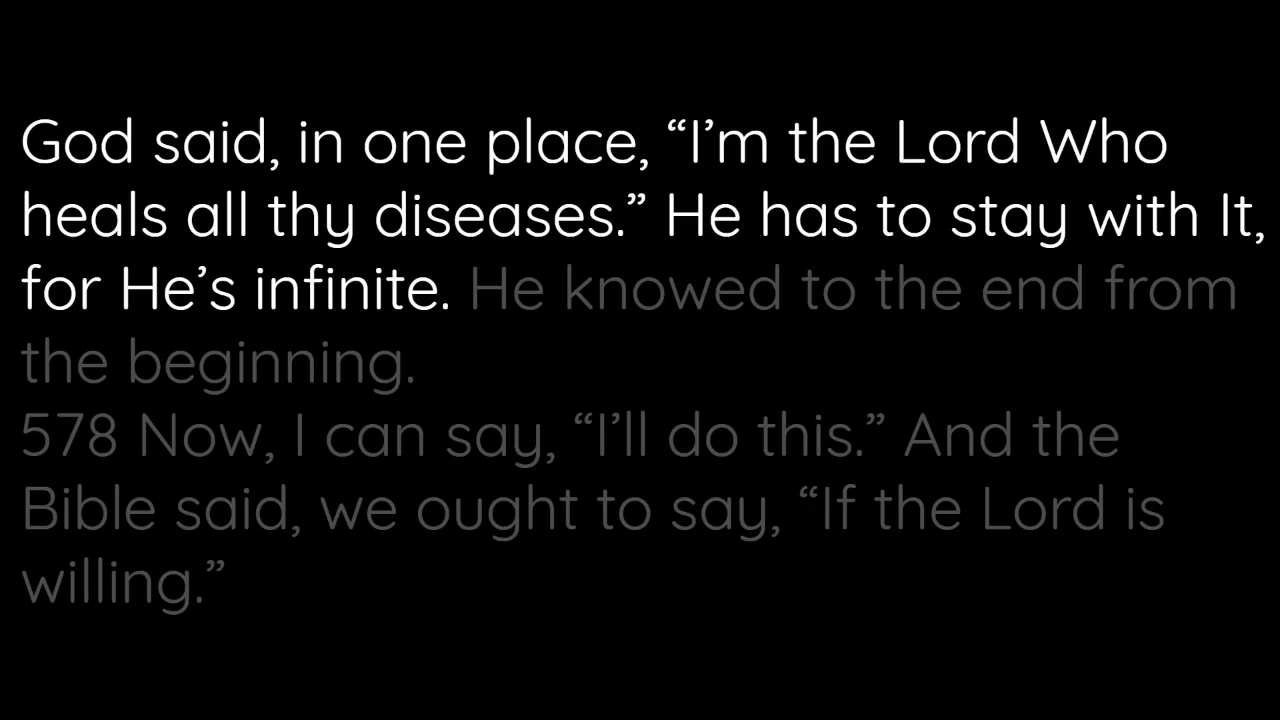 God said, in one place, “I’m the Lord Who
heals all thy diseases.” He has to stay with It,
for He’s infinite. He knowed to the end from
the beginning.
578 Now, I can say, “I’ll do this.” And the
Bible said, we ought to say, “If the Lord is
willing.”